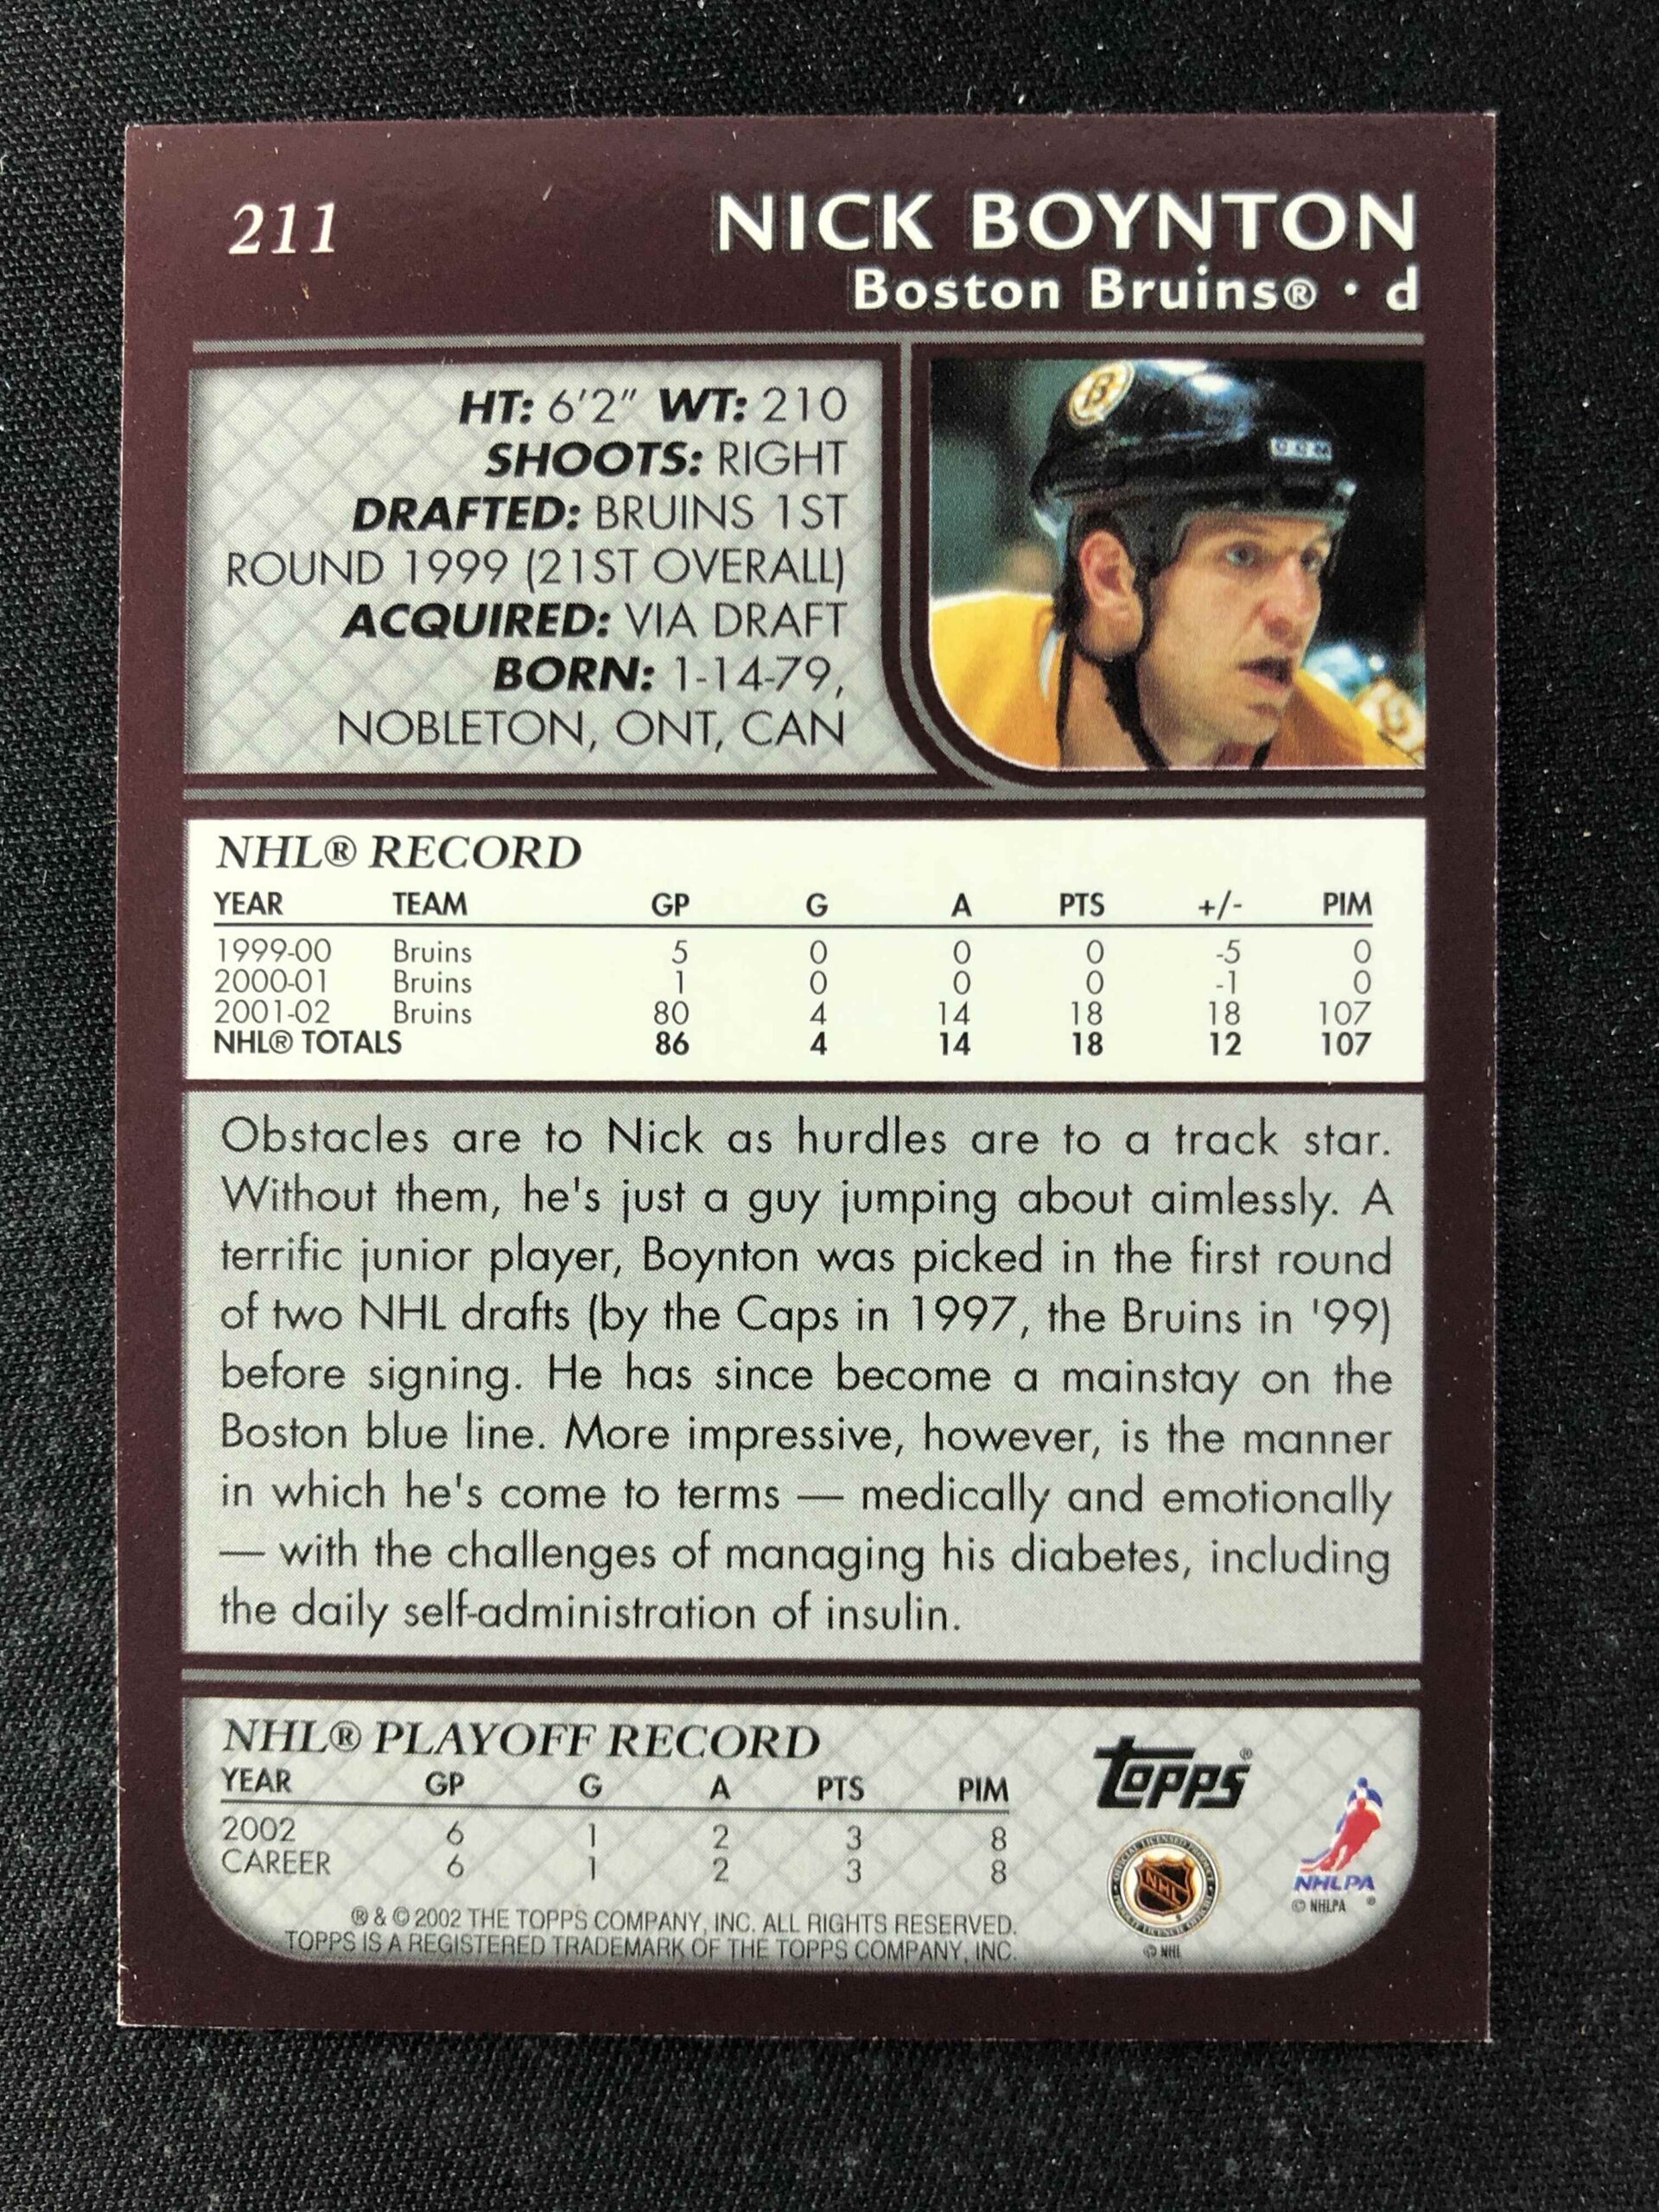 211
NICK BOYNTON
Boston Bruins® • d
HT: 6'2" WT: 210
SHOOTS: RIGHT
DRAFTED: BRUINS 1ST
ROUND 1999 (21ST OVERALL)
ACQUIRED: VIA DRAFT
BORN: 1-14-79,
NOBLETON, ONT, CAN
B
CCM
NHL® RECORD
YEAR TEAM GP G A PTS +/- PIM
1999-00 Bruins 5 0 0 0 -5 0
2000-01 Bruins 1 0 0 0 -1 0
2001-02 Bruins 80 4 14 18 18 107
NHL® TOTALS 86 4 14 18 12 107
Obstacles are to Nick as hurdles are to a track star.
Without them, he's just a guy jumping about aimlessly. A
terrific junior player, Boynton was picked in the first round
of two NHL drafts (by the Caps in 1997, the Bruins in '99)
before signing. He has since become a mainstay on the
Boston blue line. More impressive, however, is the manner
in which he's come to terms — medically and emotionally
— with the challenges of managing his diabetes, including
the daily self-administration of insulin.
NHL® PLAYOFF RECORD
YEAR GP G A PTS PIM
2002 6 1 2 3 8
CAREER 6 1 2 3 8
® & © 2002 THE TOPPS COMPANY, INC. ALL RIGHTS RESERVED.
TOPPS IS A REGISTERED TRADEMARK OF THE TOPPS COMPANY, INC.
topps®
NHL
© NHL
NHLPA
© NHLPA ®